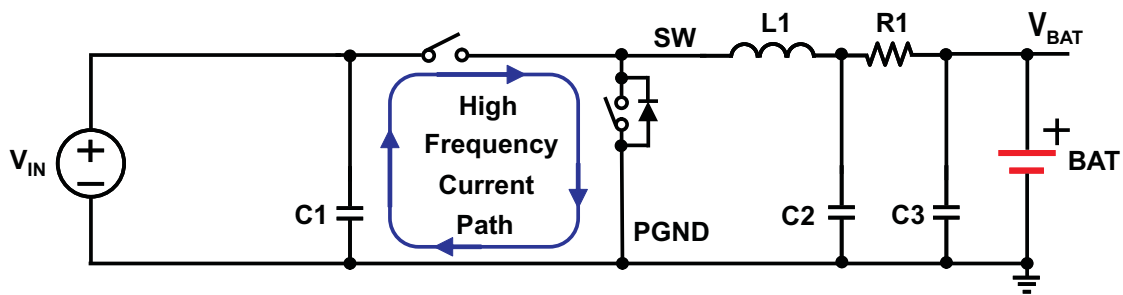 SW
L1
R1
VBAT
High
Frequency
Current
Path
VIN
+
−
C1
PGND
C2
C3
+
BAT